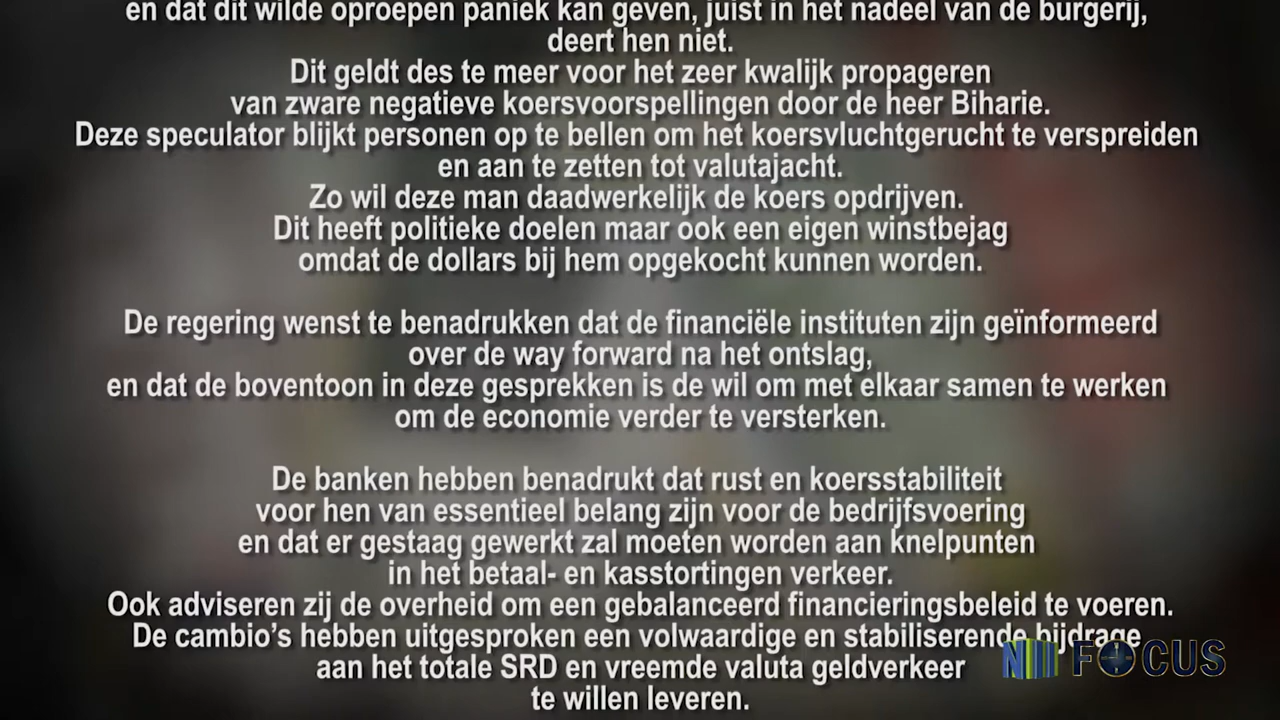 en dat dit wilde oproepen paniek kan geven, juist in het nadeel van de burgerij,
deert hen niet.
Dit geldt des te meer voor het zeer kwalijk propageren
van zware negatieve koersvoorspellingen door de heer Biharie.
Deze speculator blijkt personen op te bellen om het koersvluchtgerucht te verspreiden
en aan te zetten tot valutajacht.
Zo wil deze man daadwerkelijk de koers opdrijven.
Dit heeft politieke doelen maar ook een eigen winstbejag
omdat de dollars bij hem opgekocht kunnen worden.
De regering wenst te benadrukken dat de financiële instituten zijn geïnformeerd
over de way forward na het ontslag,
en dat de boventoon in deze gesprekken is de wil om met elkaar samen te werken
om de economie verder te versterken.
De banken hebben benadrukt dat rust en koersstabiliteit
voor hen van essentieel belang zijn voor de bedrijfsvoering
en dat er gestaag gewerkt zal moeten worden aan knelpunten
in het betaal- en kasstortingen verkeer.
Ook adviseren zij de overheid om een gebalanceerd financieringsbeleid te voeren.
De cambio's hebben uitgesproken een volwaardige en stabiliserende bijdrage
aan het totale SRD en vreemde valuta geldverkeer
te willen leveren.
FOCUS